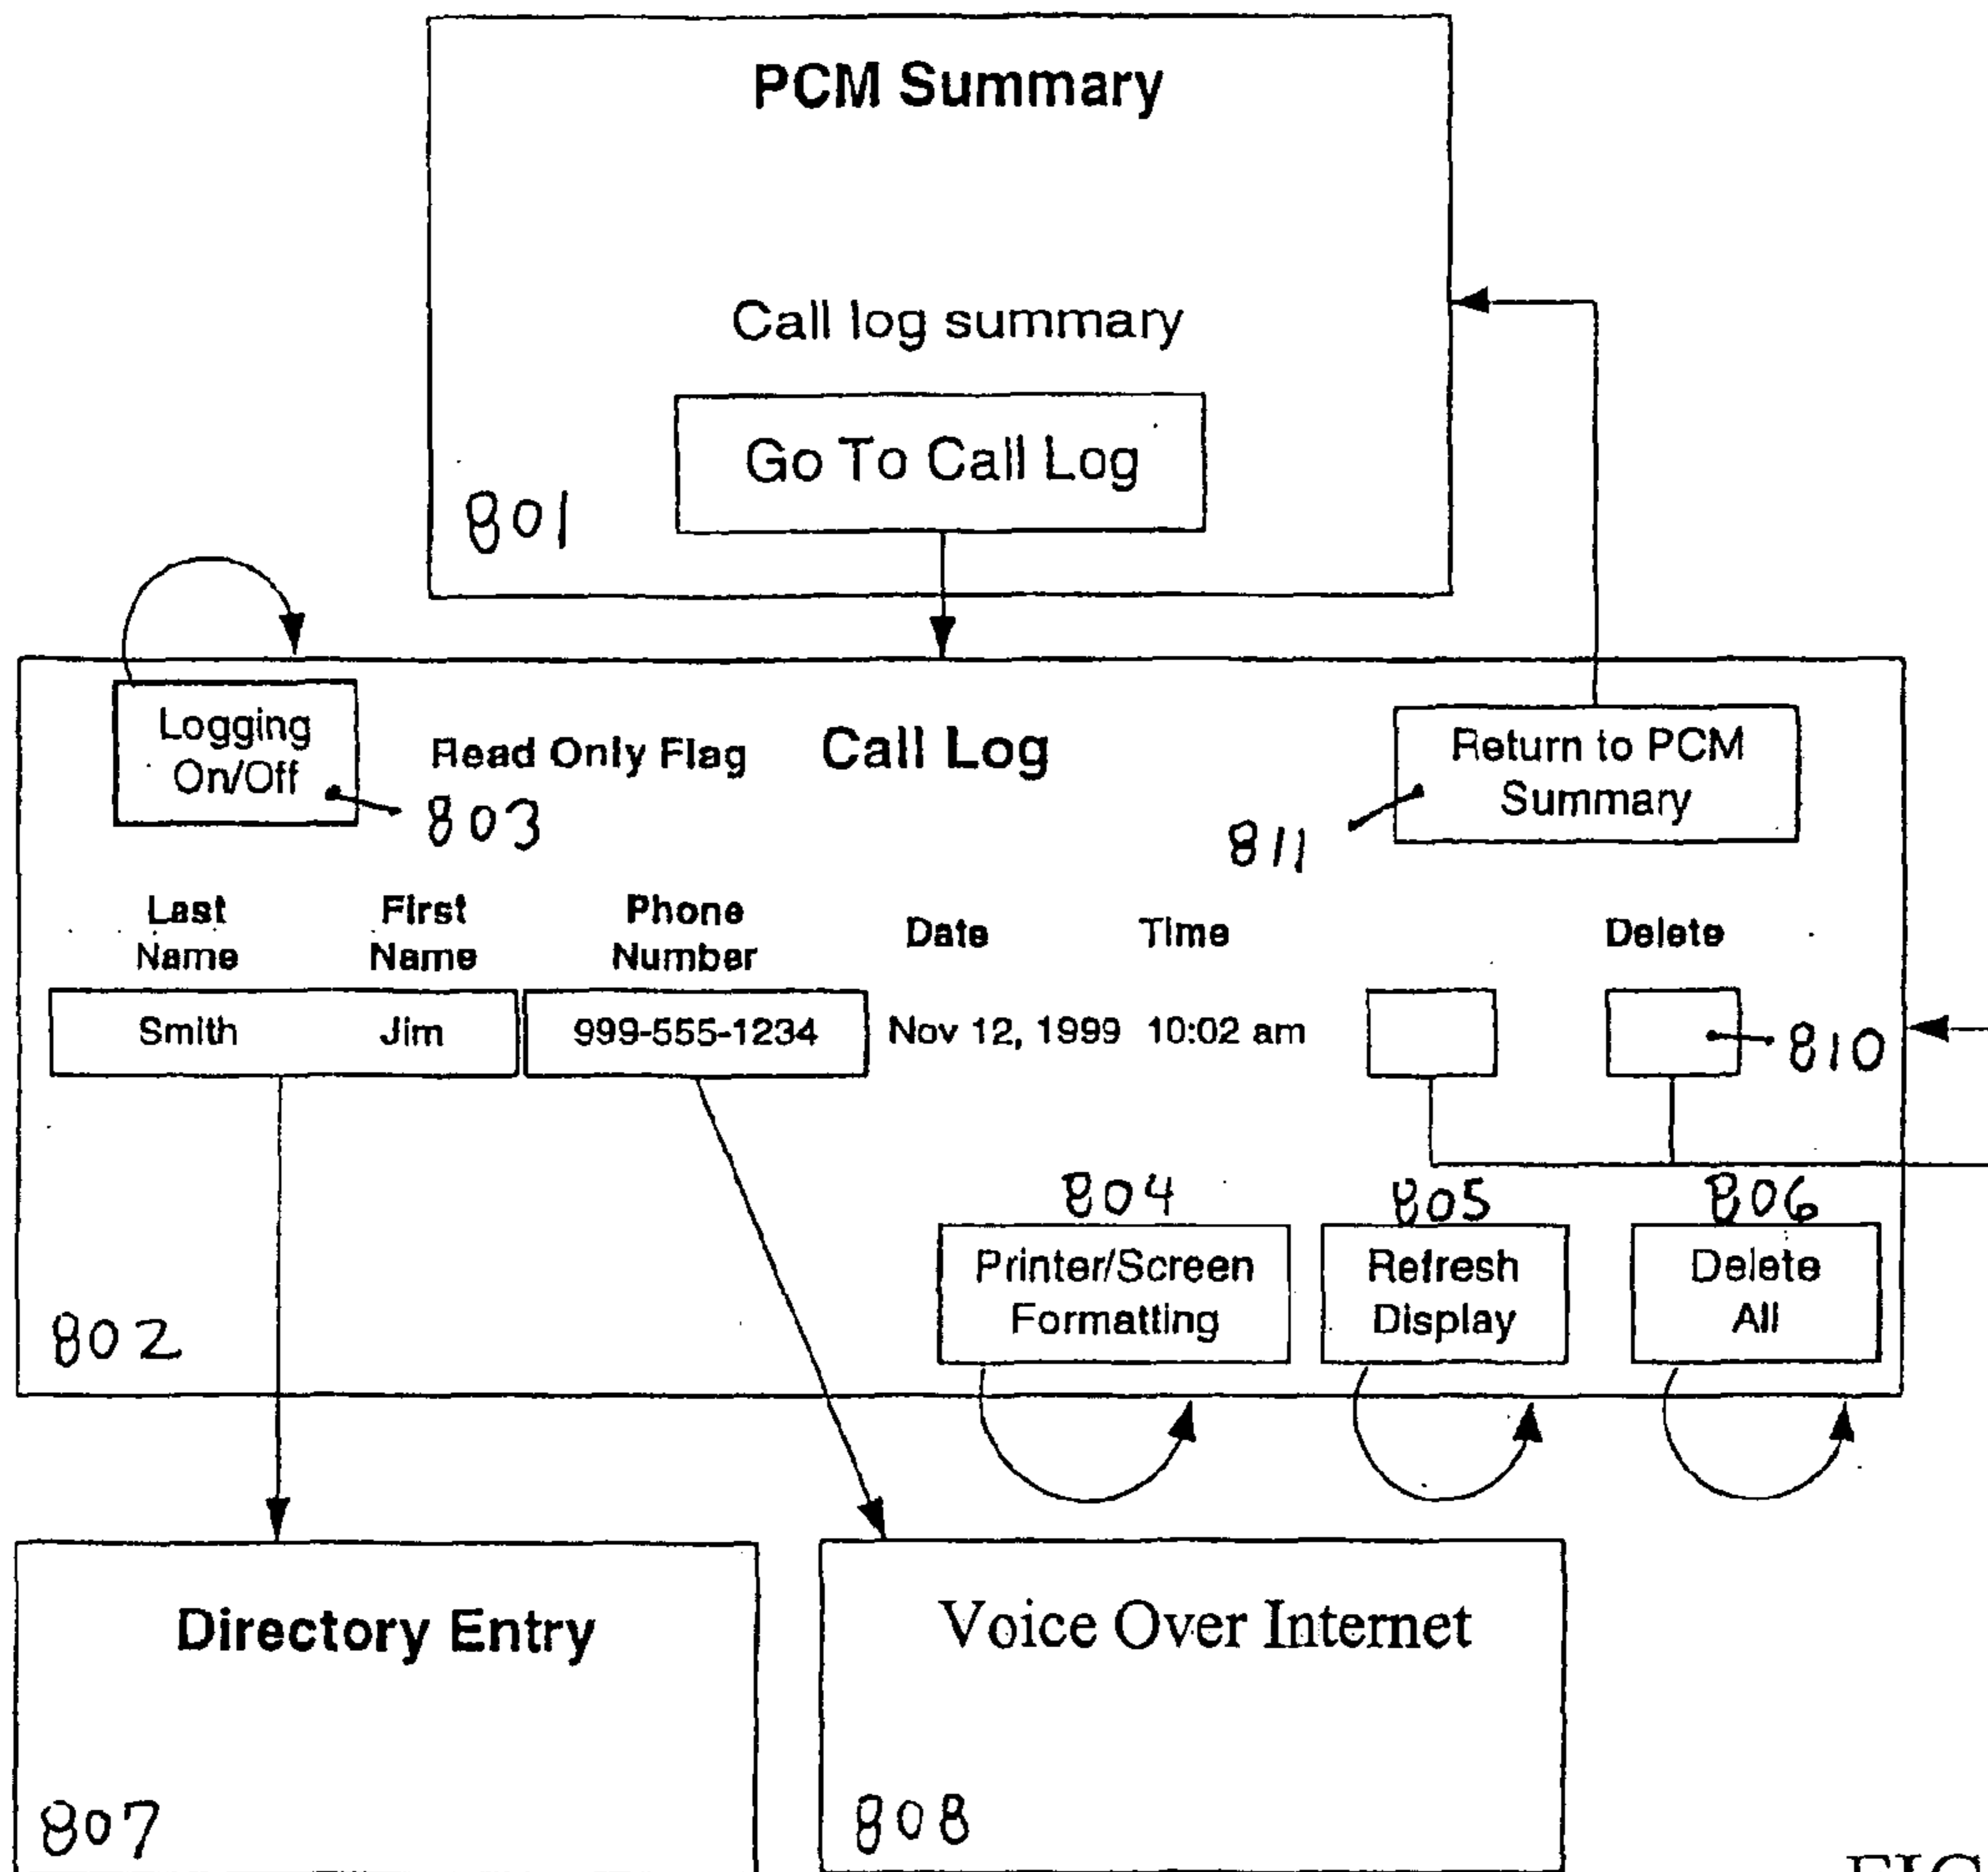 PCM Summary
Call log summary
Go To Call Log
801
Logging
On/Off
803
Read Only Flag
Call Log
Return to PCM
Summary
811
Last
Name
First
Name
Phone
Number
Date
Time
Delete
Smith
Jim
999-555-1234
Nov 12, 1999
10:02 am
810
804
805
806
Printer/Screen
Formatting
Refresh
Display
Delete
All
802
Directory Entry
Voice Over Internet
807
808
FIG